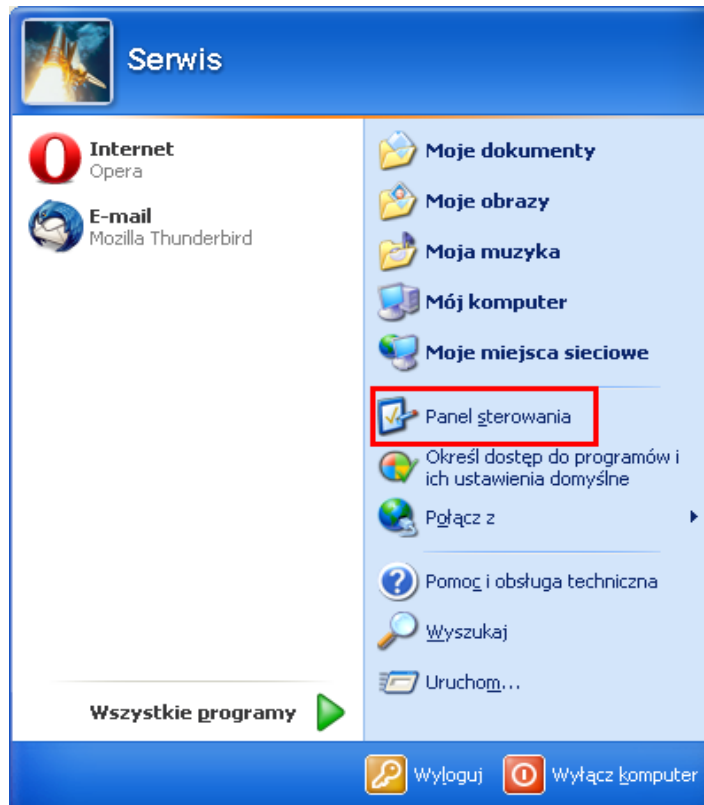 Serwis
Internet
Opera
E-mail
Mozilla Thunderbird
Wszystkie programy
Moje dokumenty
Moje obrazy
Moja muzyka
Mój komputer
Moje miejsca sieciowe
Panel sterowania
Określ dostęp do programów i
ich ustawienia domyślne
Połącz z
Pomoc i obsługa techniczna
Wyszukaj
Uruchom...
Wyloguj
Wyłącz komputer